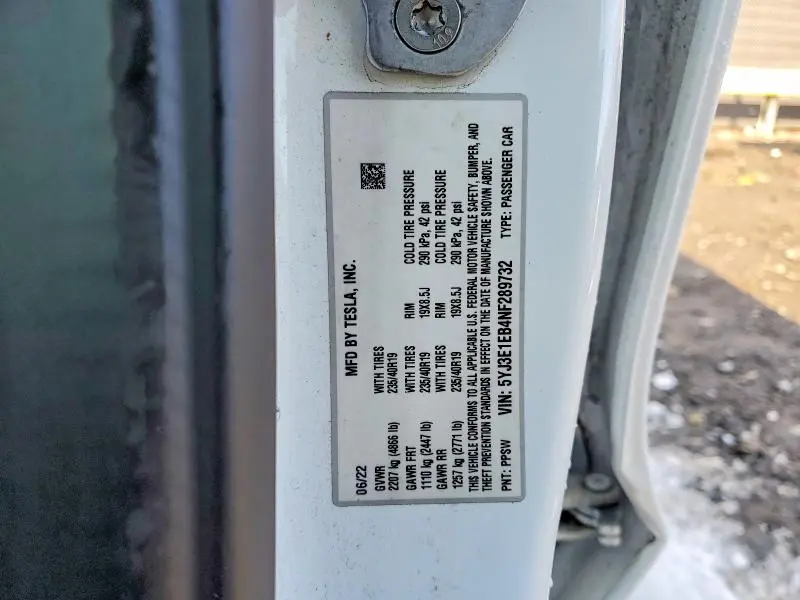 109
MFD BY TESLA, INC.
06/22
GVWR WITH TIRES
2207 kg (4866 lb) 235/40R19
GAWR FRT WITH TIRES RIM COLD TIRE PRESSURE
1110 kg (2447 lb) 235/40R19 19X8.5J 290 kPa, 42 psi
GAWR RR WITH TIRES RIM COLD TIRE PRESSURE
1257 kg (2771 lb) 235/40R19 19X8.5J 290 kPa, 42 psi
THIS VEHICLE CONFORMS TO ALL APPLICABLE U.S. FEDERAL MOTOR VEHICLE SAFETY, BUMPER, AND
THEFT PREVENTION STANDARDS IN EFFECT ON THE DATE OF MANUFACTURE SHOWN ABOVE.
PNT: PPSW VIN: 5YJ3E1EB4NF289732 TYPE: PASSENGER CAR